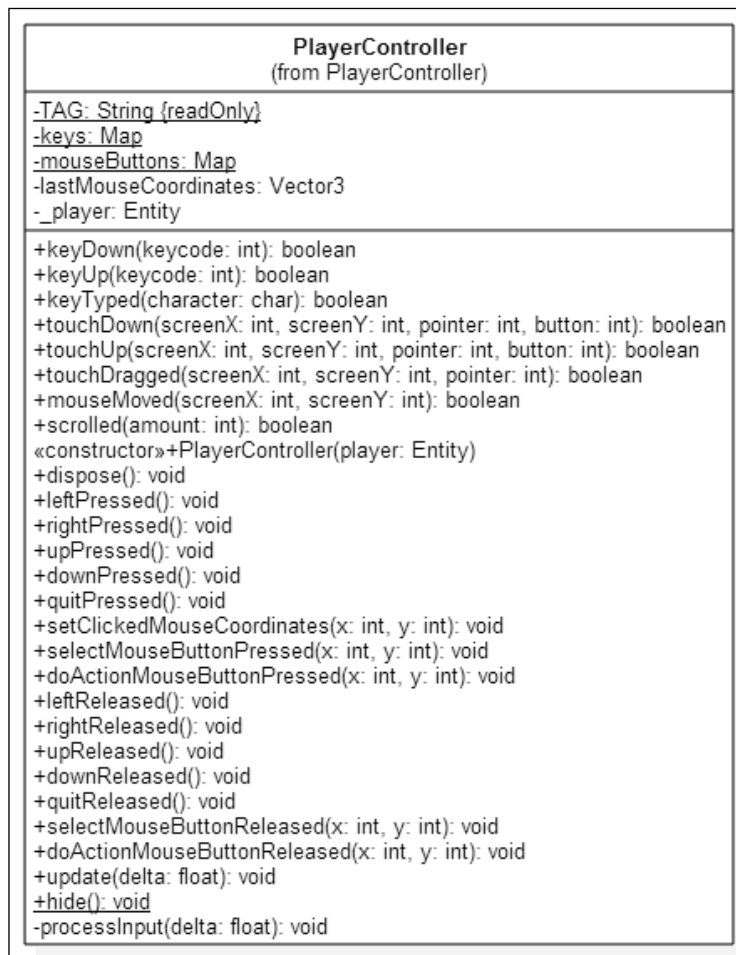 PlayerController
(from PlayerController)
-TAG: String {readOnly}
-keys: Map
-mouseButtons: Map
-lastMouseCoordinates: Vector3
-_player: Entity
+keyDown(keycode: int): boolean
+keyUp(keycode: int): boolean
+keyTyped(character: char): boolean
+touchDown(screenX: int, screenY: int, pointer: int, button: int): boolean
+touchUp(screenX: int, screenY: int, pointer: int, button: int): boolean
+touchDragged(screenX: int, screenY: int, pointer: int): boolean
+mouseMoved(screenX: int, screenY: int): boolean
+scrolled(amount: int): boolean
«constructor»+PlayerController(player: Entity)
+dispose(): void
+leftPressed(): void
+rightPressed(): void
+upPressed(): void
+downPressed(): void
+quitPressed(): void
+setClickedMouseCoordinates(x: int, y: int): void
+selectMouseButtonPressed(x: int, y: int): void
+doActionMouseButtonPressed(x: int, y: int): void
+leftReleased(): void
+rightReleased(): void
+upReleased(): void
+downReleased(): void
+quitReleased(): void
+selectMouseButtonReleased(x: int, y: int): void
+doActionMouseButtonReleased(x: int, y: int): void
+update(delta: float): void
+hide(): void
-processInput(delta: float): void